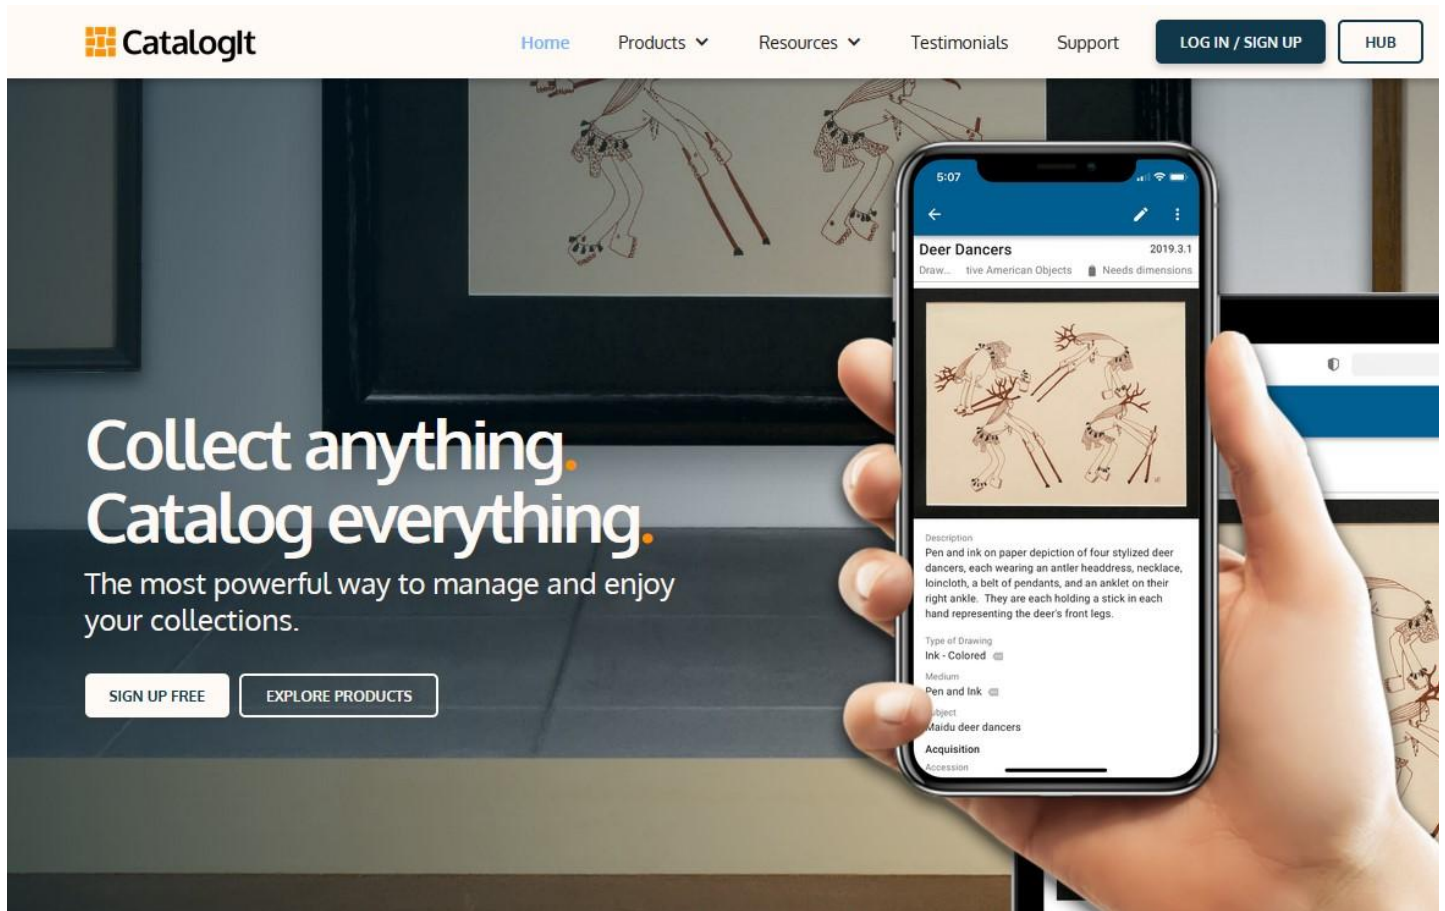 CatalogIt
Home
Products
Resources
Testimonials
Support
LOG IN / SIGN UP
HUB
Collect anything.
Catalog everything.
The most powerful way to manage and enjoy
your collections.
SIGN UP FREE
EXPLORE PRODUCTS
5:07
Deer Dancers
2019.3.1
Draw... tive American Objects Needs dimensions
Description
Pen and ink on paper depiction of four stylized deer
dancers, each wearing an antler headdress, necklace,
loincloth, a belt of pendants, and an anklet on their
right ankle. They are each holding a stick in each
hand representing the deer's front legs.
Type of Drawing
Ink - Colored
Medium
Pen and Ink
ubject
Maidu deer dancers
Acquisition
Accession